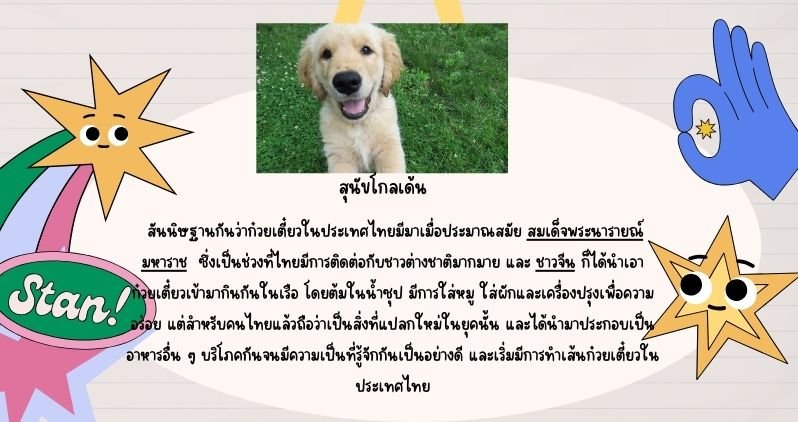 สุนัขโกลเด้น
สันนิษฐานกันว่าก๋วยเตี๋ยวในประเทศไทยมีมาเมื่อประมาณสมัย สมเด็จพระนารายณ์
มหาราช ซึ่งเป็นช่วงที่ไทยมีการติดต่อกับชาวต่างชาติมากมาย และ ชาวจีน ก็ได้นำเอา
ก๋วยเตี๋ยวเข้ามากินกันในเรือ โดยต้มในน้ำซุป มีการใส่หมู ใส่ผักและเครื่องปรุงเพื่อความ
อร่อย แต่สำหรับคนไทยแล้วถือว่าเป็นสิ่งที่แปลกใหม่ในยุคนั้น และได้นำมาประกอบเป็น
อาหารอื่น ๆ บริโภคกันจนมีความเป็นที่รู้จักกันเป็นอย่างดี และเริ่มมีการทำเส้นก๋วยเตี๋ยวใน
ประเทศไทย
Stan!